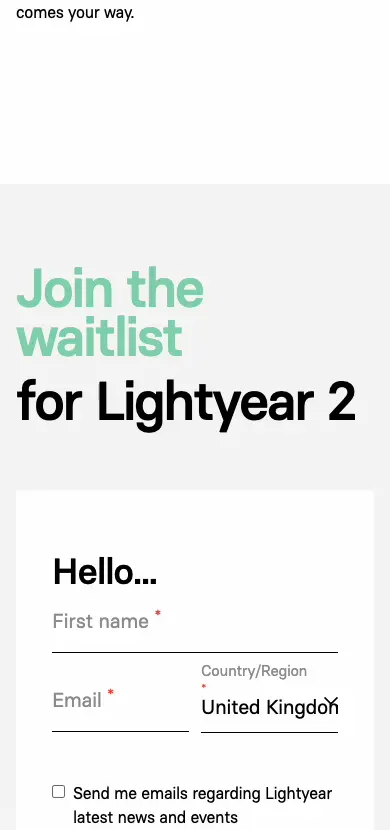 comes your way.
Join the
waitlist
for Lightyear 2
Hello...
First name *
Country/Region
*
Email *
United Kingdom
Send me emails regarding Lightyear
latest news and events